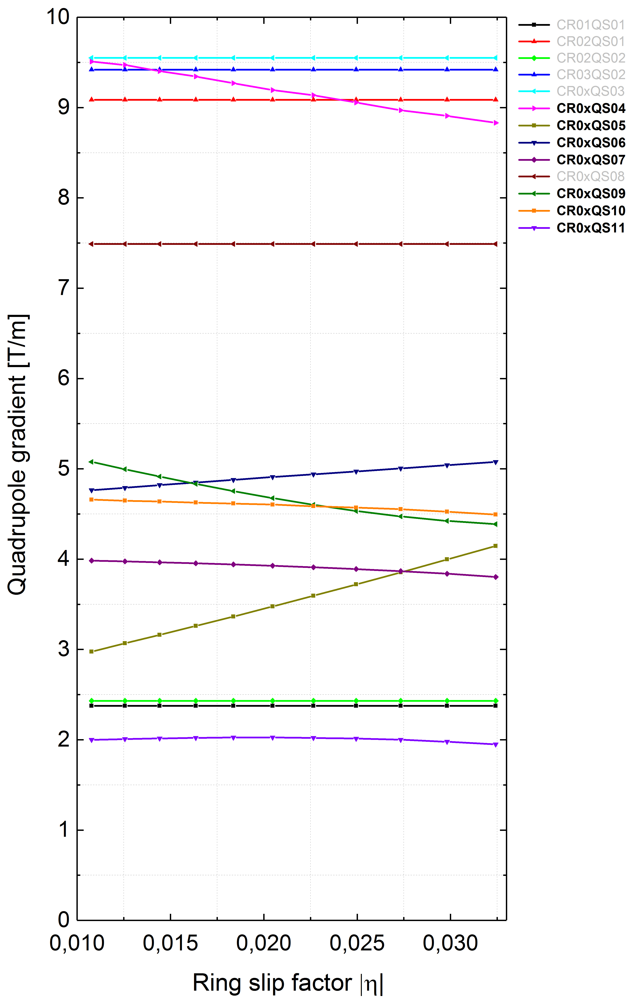 10
9
8
7
6
5
4
3
2
1
0
Quadrupole gradient [T/m]
0,010 0,015 0,020 0,025 0,030
Ring slip factor |η|
CR01QS01
CR02QS01
CR02QS02
CR03QS02
CR0xQS03
CR0xQS04
CR0xQS05
CR0xQS06
CR0xQS07
CR0xQS08
CR0xQS09
CR0xQS10
CR0xQS11